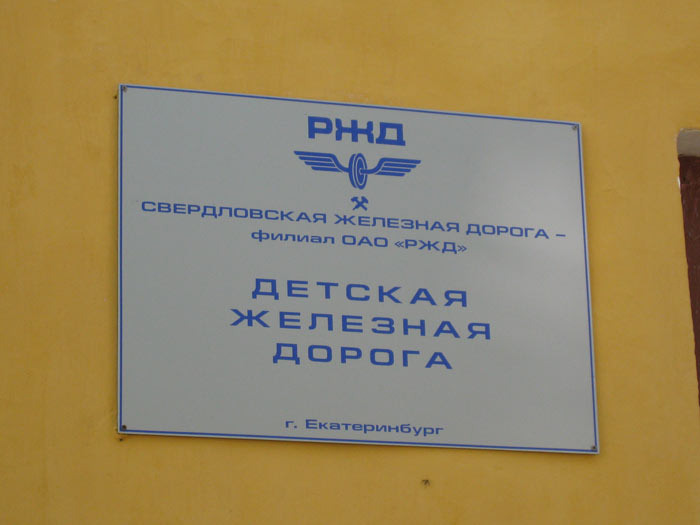 РЖД
СВЕРДЛОВСКАЯ ЖЕЛЕЗНАЯ ДОРОГА –
филиал ОАО «РЖД»
ДЕТСКАЯ
ЖЕЛЕЗНАЯ
ДОРОГА
г. Екатеринбург